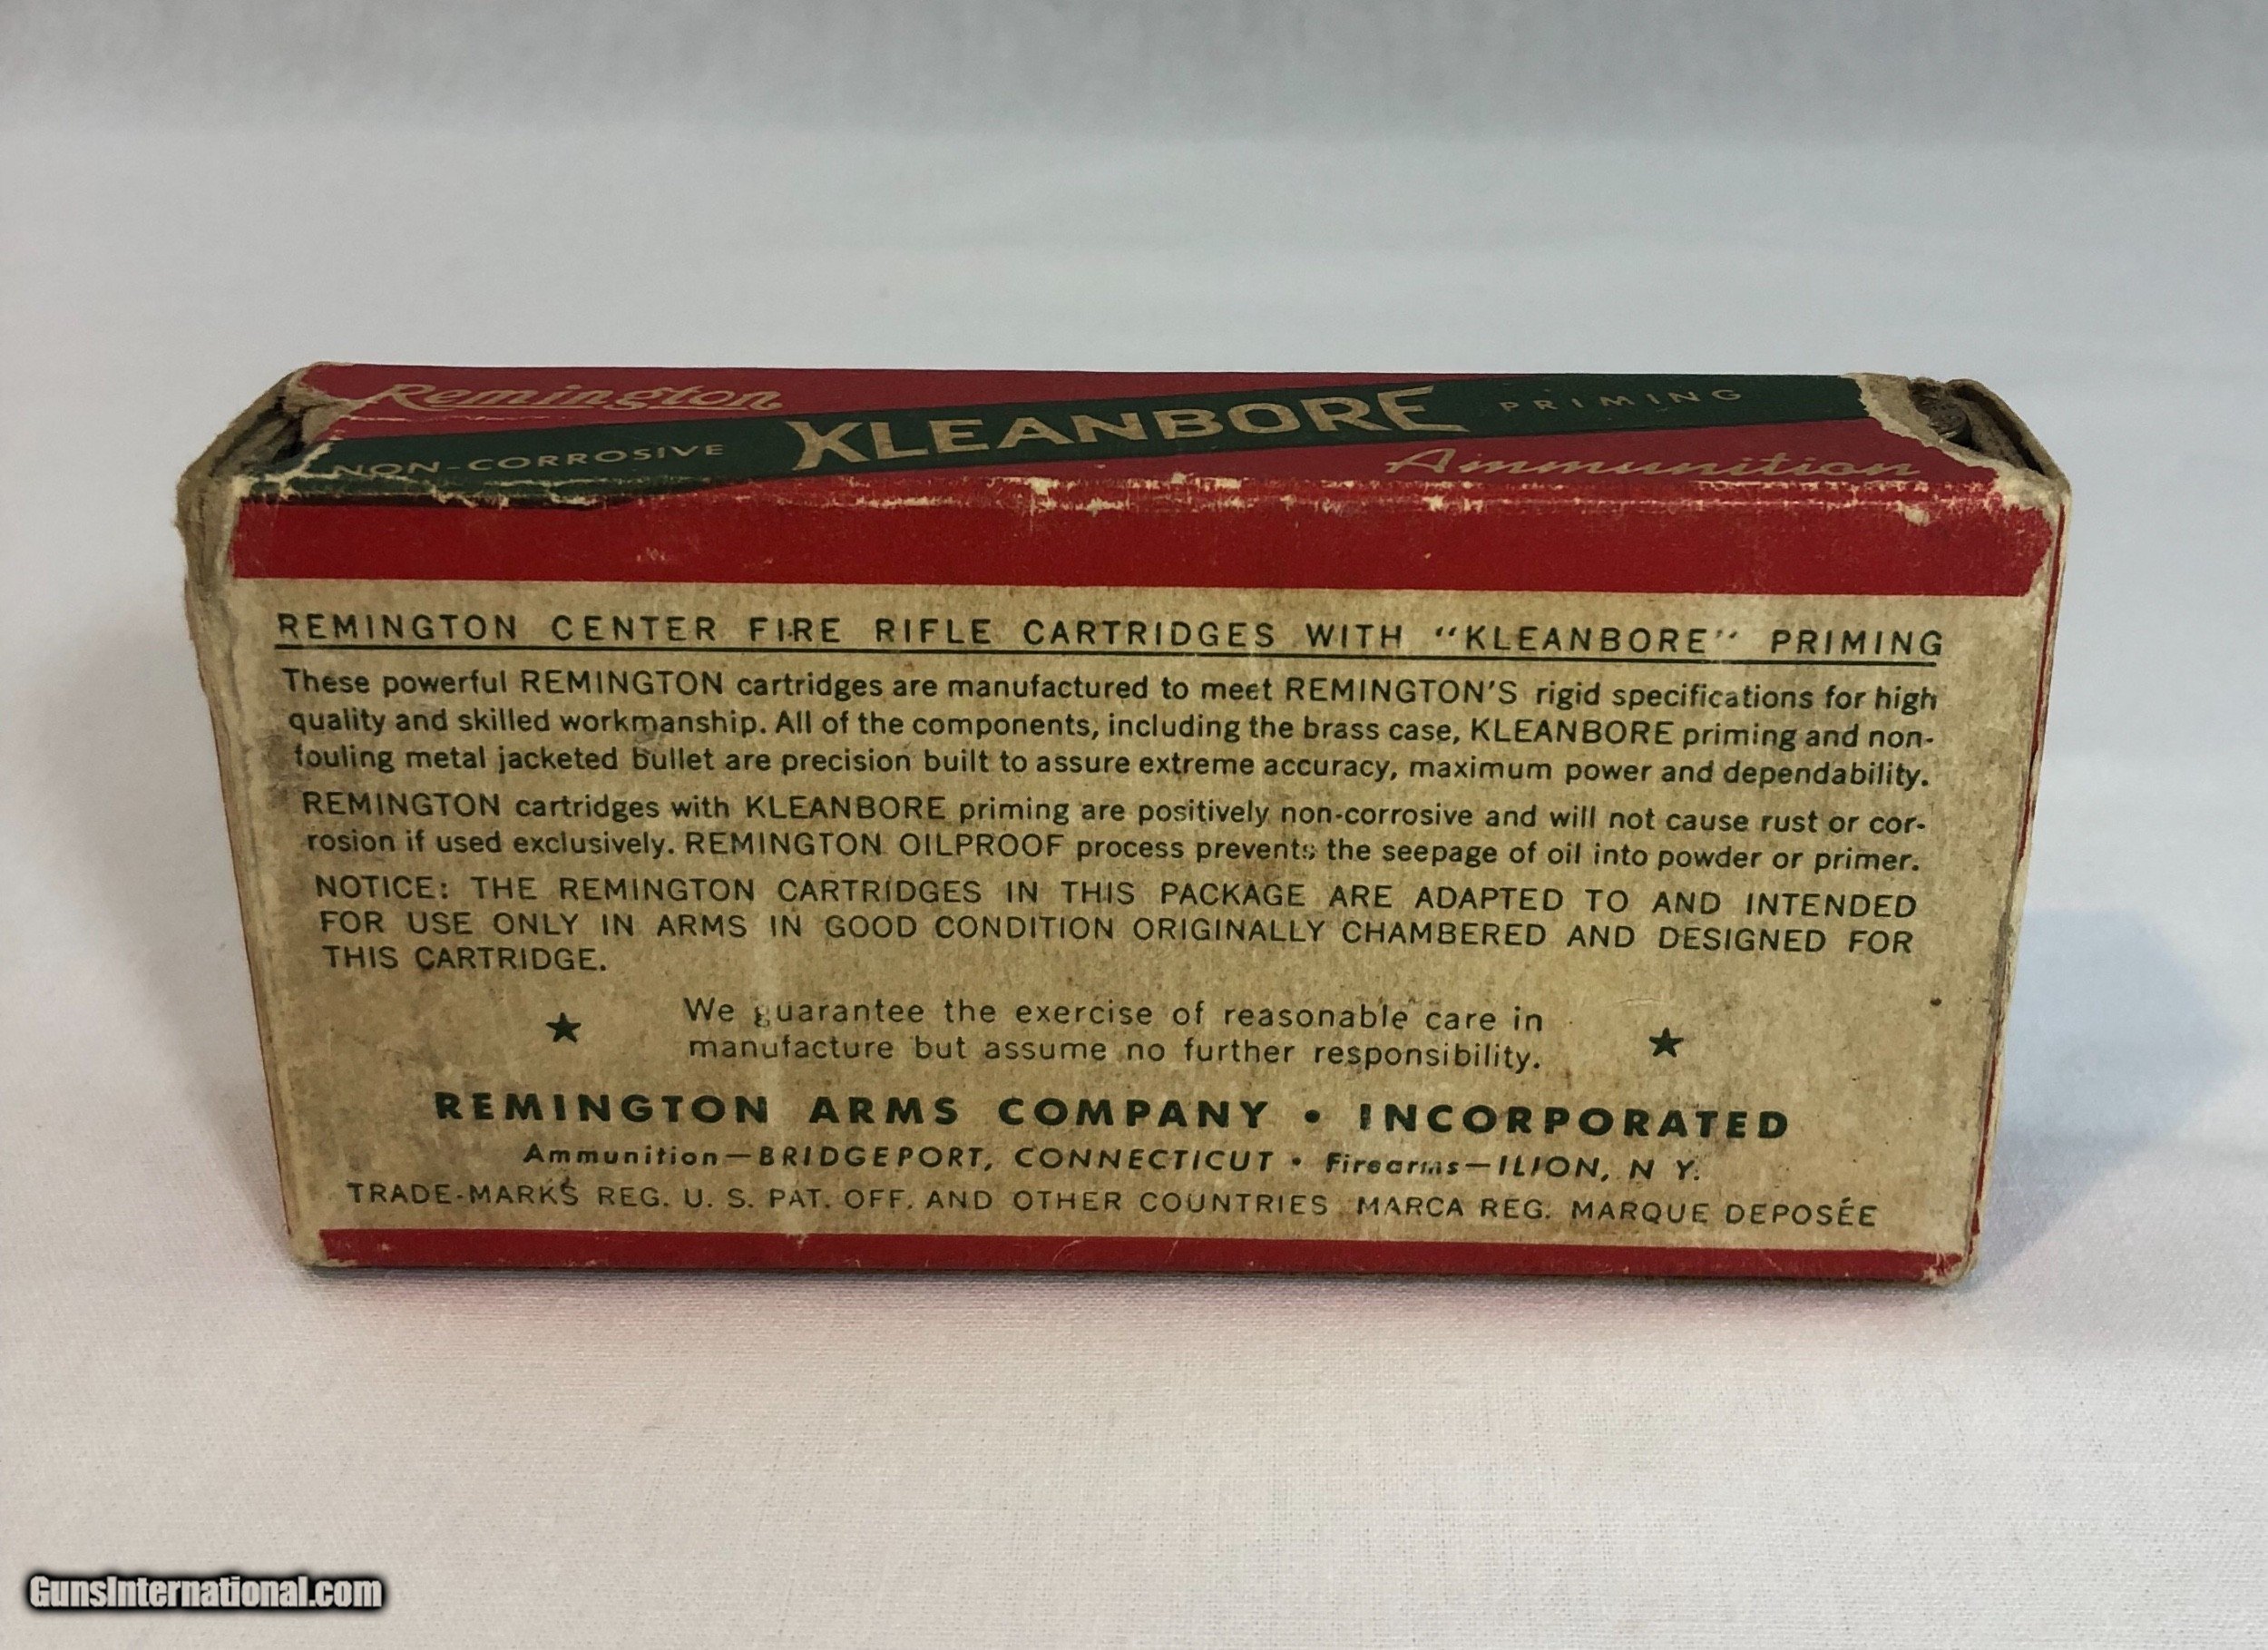 Remington
NON-CORROSIVE KLEANBORE PRIMING
Ammunition
REMINGTON CENTER FIRE RIFLE CARTRIDGES WITH "KLEANBORE" PRIMING
These powerful REMINGTON cartridges are manufactured to meet REMINGTON'S rigid specifications for high
quality and skilled workmanship. All of the components, including the brass case, KLEANBORE priming and non-
fouling metal jacketed bullet are precision built to assure extreme accuracy, maximum power and dependability.
REMINGTON cartridges with KLEANBORE priming are positively non-corrosive and will not cause rust or cor-
rosion if used exclusively. REMINGTON OILPROOF process prevents the seepage of oil into powder or primer.
NOTICE: THE REMINGTON CARTRIDGES IN THIS PACKAGE ARE ADAPTED TO AND INTENDED
FOR USE ONLY IN ARMS IN GOOD CONDITION ORIGINALLY CHAMBERED AND DESIGNED FOR
THIS CARTRIDGE.
We guarantee the exercise of reasonable care in
manufacture but assume no further responsibility.
REMINGTON ARMS COMPANY • INCORPORATED
Ammunition—BRIDGEPORT, CONNECTICUT • Firearms—ILION, N Y.
TRADE-MARKS REG. U. S. PAT. OFF. AND OTHER COUNTRIES MARCA REG. MARQUE DEPOSÉE
GunsInternational.com